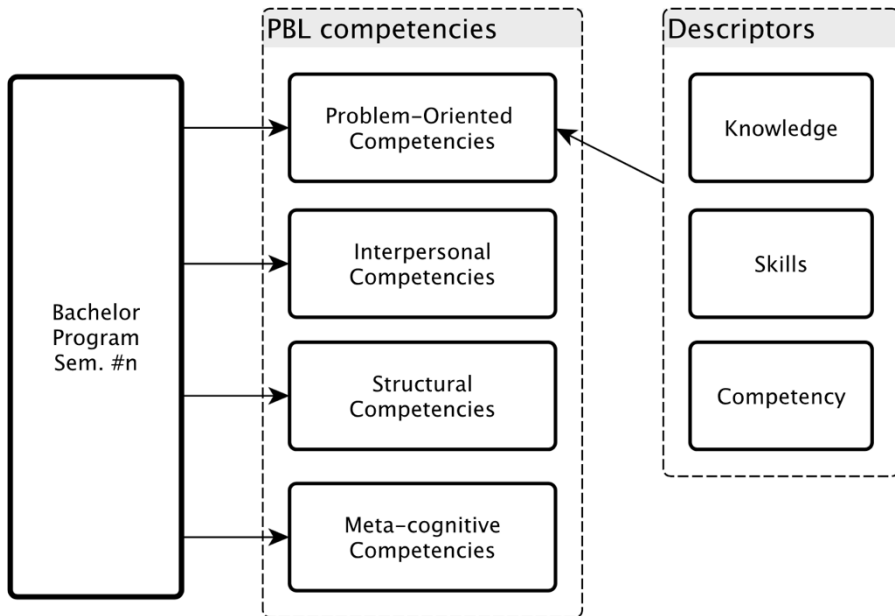 PBL competencies
Descriptors
Bachelor
Program
Sem. #n
Problem-Oriented
Competencies
Interpersonal
Competencies
Structural
Competencies
Meta-cognitive
Competencies
Knowledge
Skills
Competency